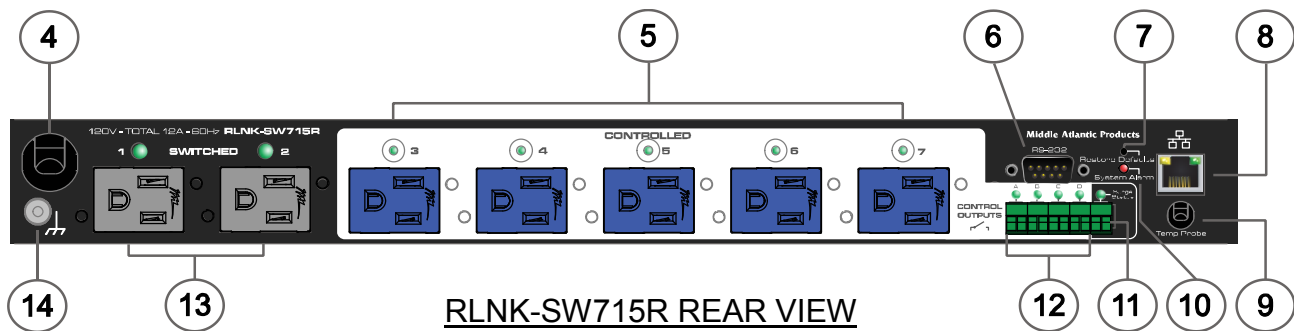 4
5
6
7
8
120V - TOTAL 12A - 60Hz RLNK-SW715R
1 SWITCHED 2
CONTROLLED
3
4
5
6
7
Middle Atlantic Products
RS-232
Restore Defaults
System Alarm
A B C D
CONTROL
OUTPUTS
Temp Probe
14
13
12
11
10
9
RLNK-SW715R REAR VIEW